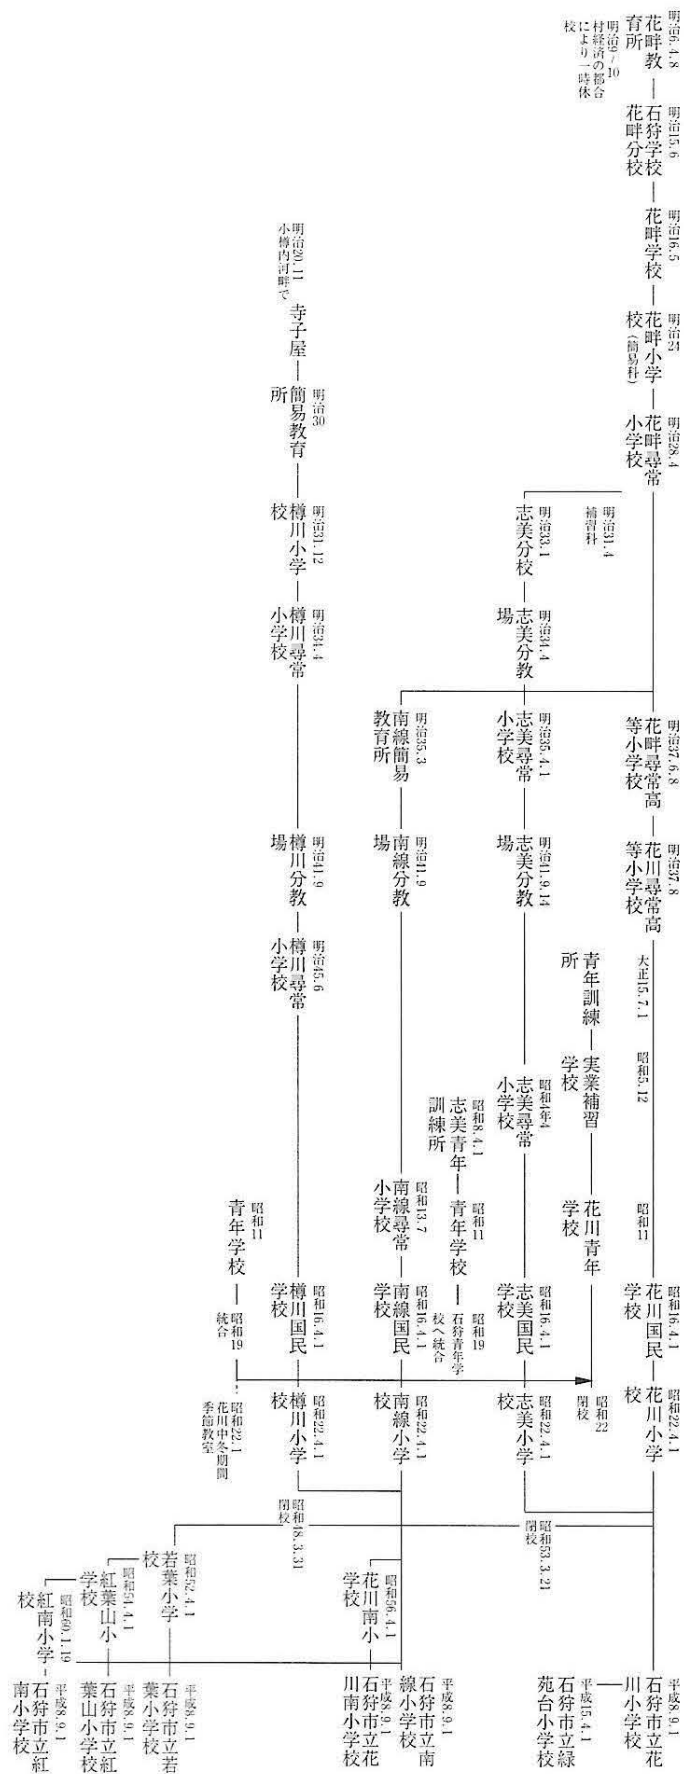 明治6.4.8
花畔教
育所
明治9／10
村経済の都合
により一時休
校
明治15.6
石狩学校
花畔分校
明治16.5
花畔学校
明治24
花畔小学
校（簡易科）
明治28.4
花畔尋常
小学校
明治31.4
補習科
明治37.6.8
花畔尋常高
等小学校
明治37.8
花川尋常高
等小学校
大正15.7.1
青年訓練
所
昭和5.12
実業補習
学校
昭和11
花川青年
学校
昭和16.4.1
花川国民
学校
昭和22
閉校
昭和22.4.1
花川小学
校
平成8.9.1
石狩市立花
川小学校
平成15.4.1
石狩市立緑
苑台小学校
明治33.1
志美分校
明治34.4
志美分教
場
明治35.4.1
志美尋常
小学校
明治41.9.14
志美分教
場
昭和4年4
志美尋常
小学校
昭和16.4.1
志美国民
学校
昭和22.4.1
志美小学
校
昭和53.3.21
閉校
昭和8.4.1
志美青年
訓練所
昭和11
青年学校
昭和19
石狩青年学
校へ統合
明治35.3
南線簡易
教育所
明治41.9
南線分教
場
昭和13.7
南線尋常
小学校
昭和16.4.1
南線国民
学校
昭和22.4.1
南線小学
校
平成8.9.1
石狩市立南
線小学校
昭和56.4.1
花川南小
学校
平成8.9.1
石狩市立花
川南小学校
明治20.11
小樽内河畔で
寺子屋
明治30
簡易教育
所
明治31.12
樽川小学
校
明治34.4
樽川尋常
小学校
明治41.9
樽川分教
場
明治45.6
樽川尋常
小学校
昭和16.4.1
樽川国民
学校
昭和22.4.1
樽川小学
校
昭和48.3.31
閉校
昭和11
青年学校
昭和19
統合
昭和22.1
花川中冬期間
季節教室
昭和52.4.1
若葉小学
校
平成8.9.1
石狩市立若
葉小学校
昭和54.4.1
紅葉山小
学校
平成8.9.1
石狩市立紅
葉山小学校
昭和60.1.19
紅南小学
校
平成8.9.1
石狩市立紅
南小学校